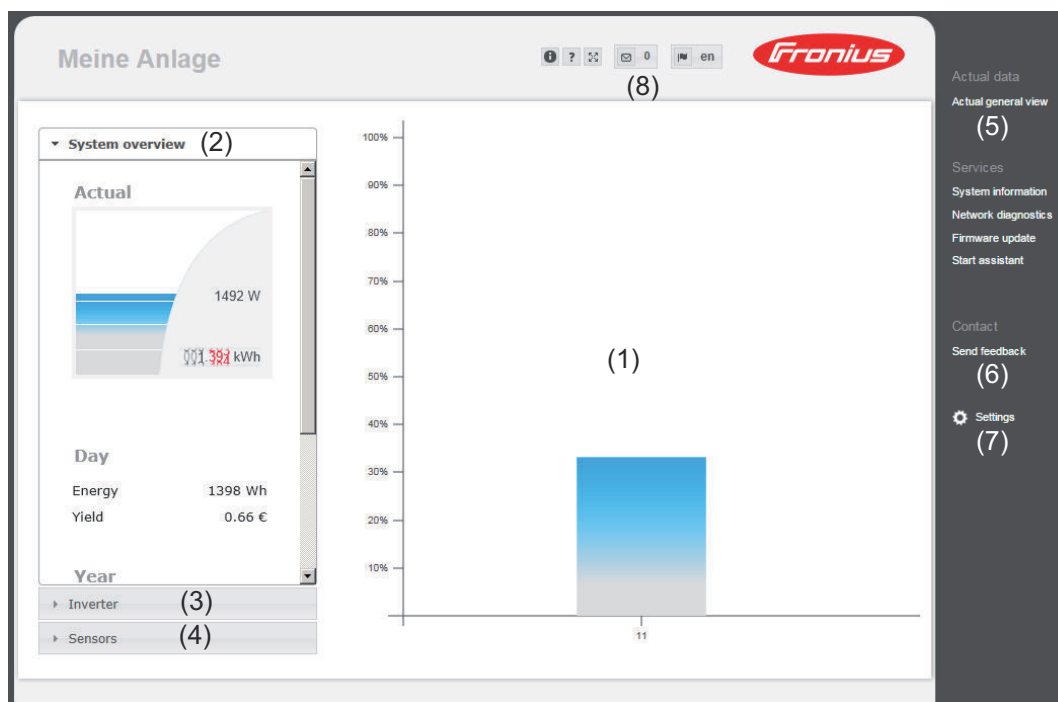 Meine Anlage
i ? 0 en
Fronius
(8)
System overview (2)
Actual
1492 W
kWh
Day
Energy 1398 Wh
Yield 0.66 €
Year
Inverter (3)
Sensors (4)
100%
90%
80%
70%
60%
50%
40%
30%
20%
10%
11
(1)
Actual data
Actual general view
(5)
Services
System information
Network diagnostics
Firmware update
Start assistant
Contact
Send feedback
(6)
Settings
(7)